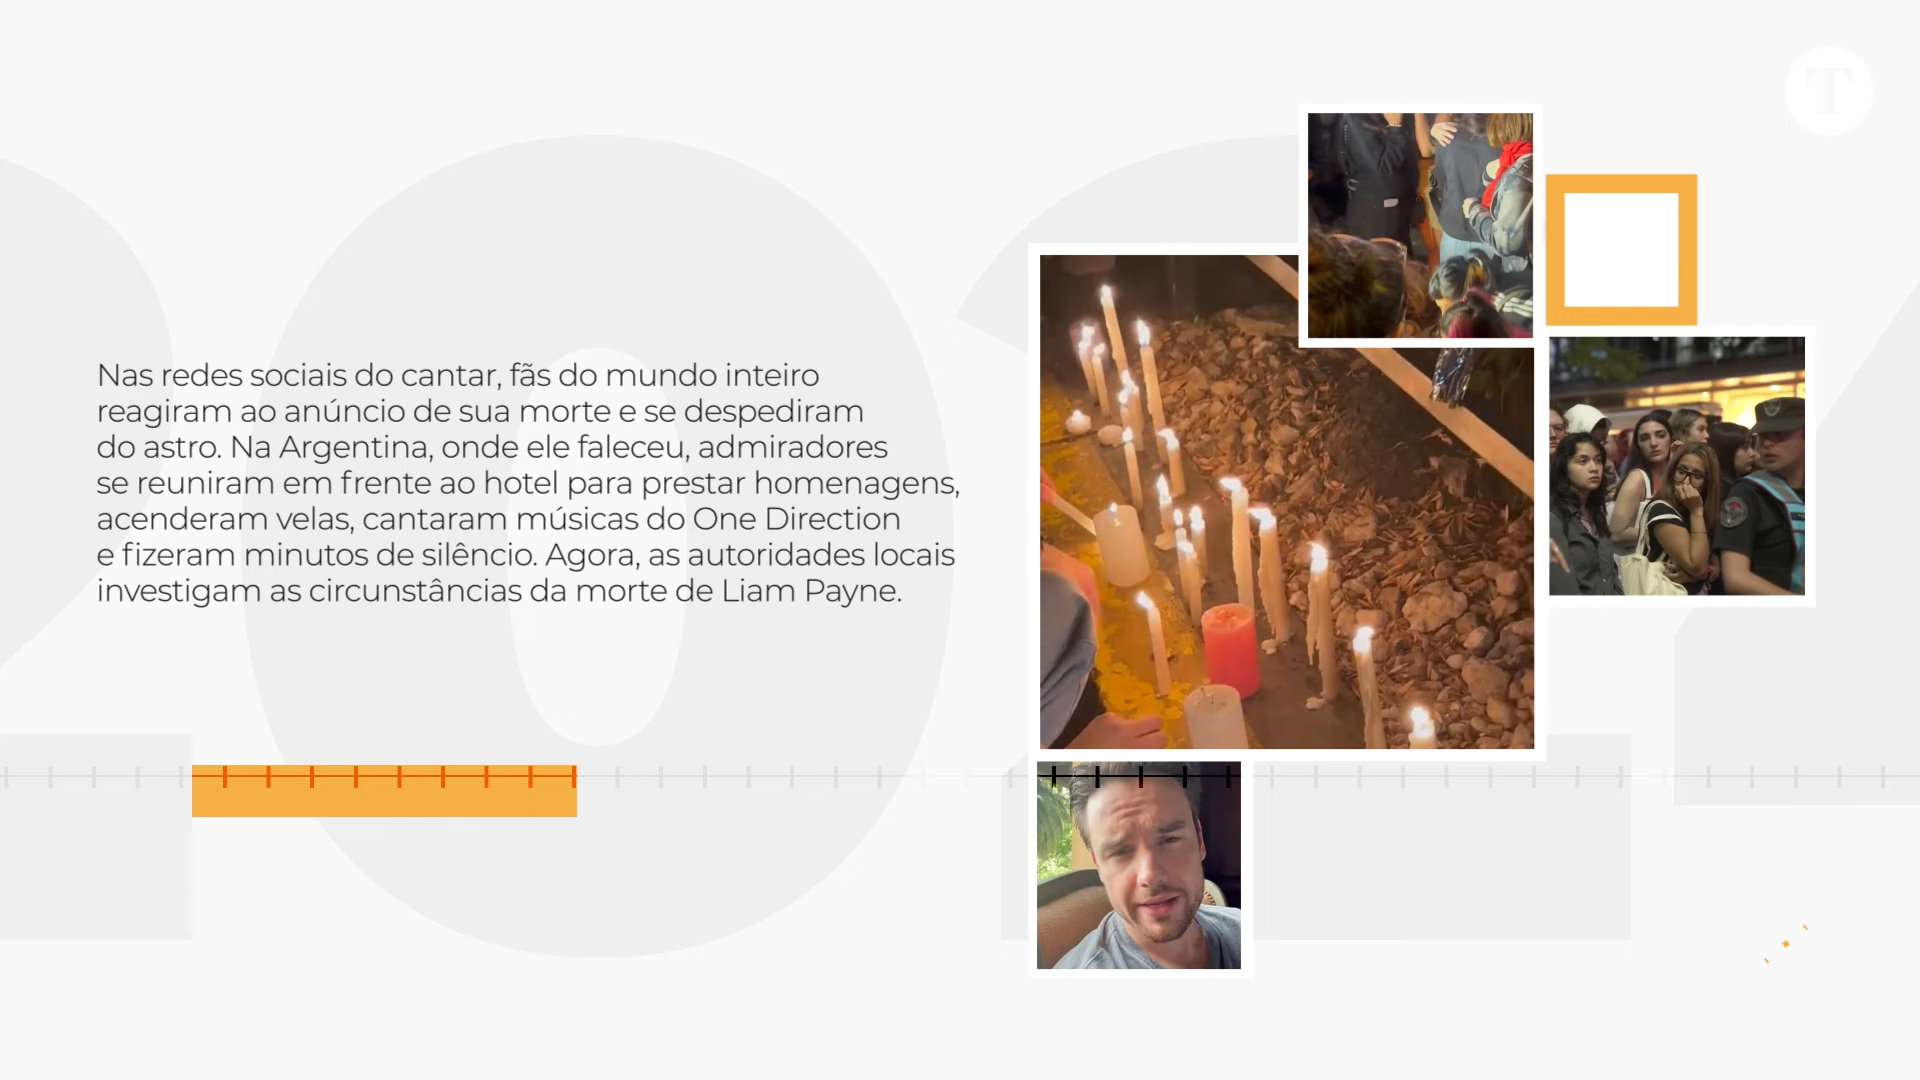 T
Nas redes sociais do cantar, fãs do mundo inteiro
reagiram ao anúncio de sua morte e se despediram
do astro. Na Argentina, onde ele faleceu, admiradores
se reuniram em frente ao hotel para prestar homenagens,
acenderam velas, cantaram músicas do One Direction
e fizeram minutos de silêncio. Agora, as autoridades locais
investigam as circunstâncias da morte de Liam Payne.